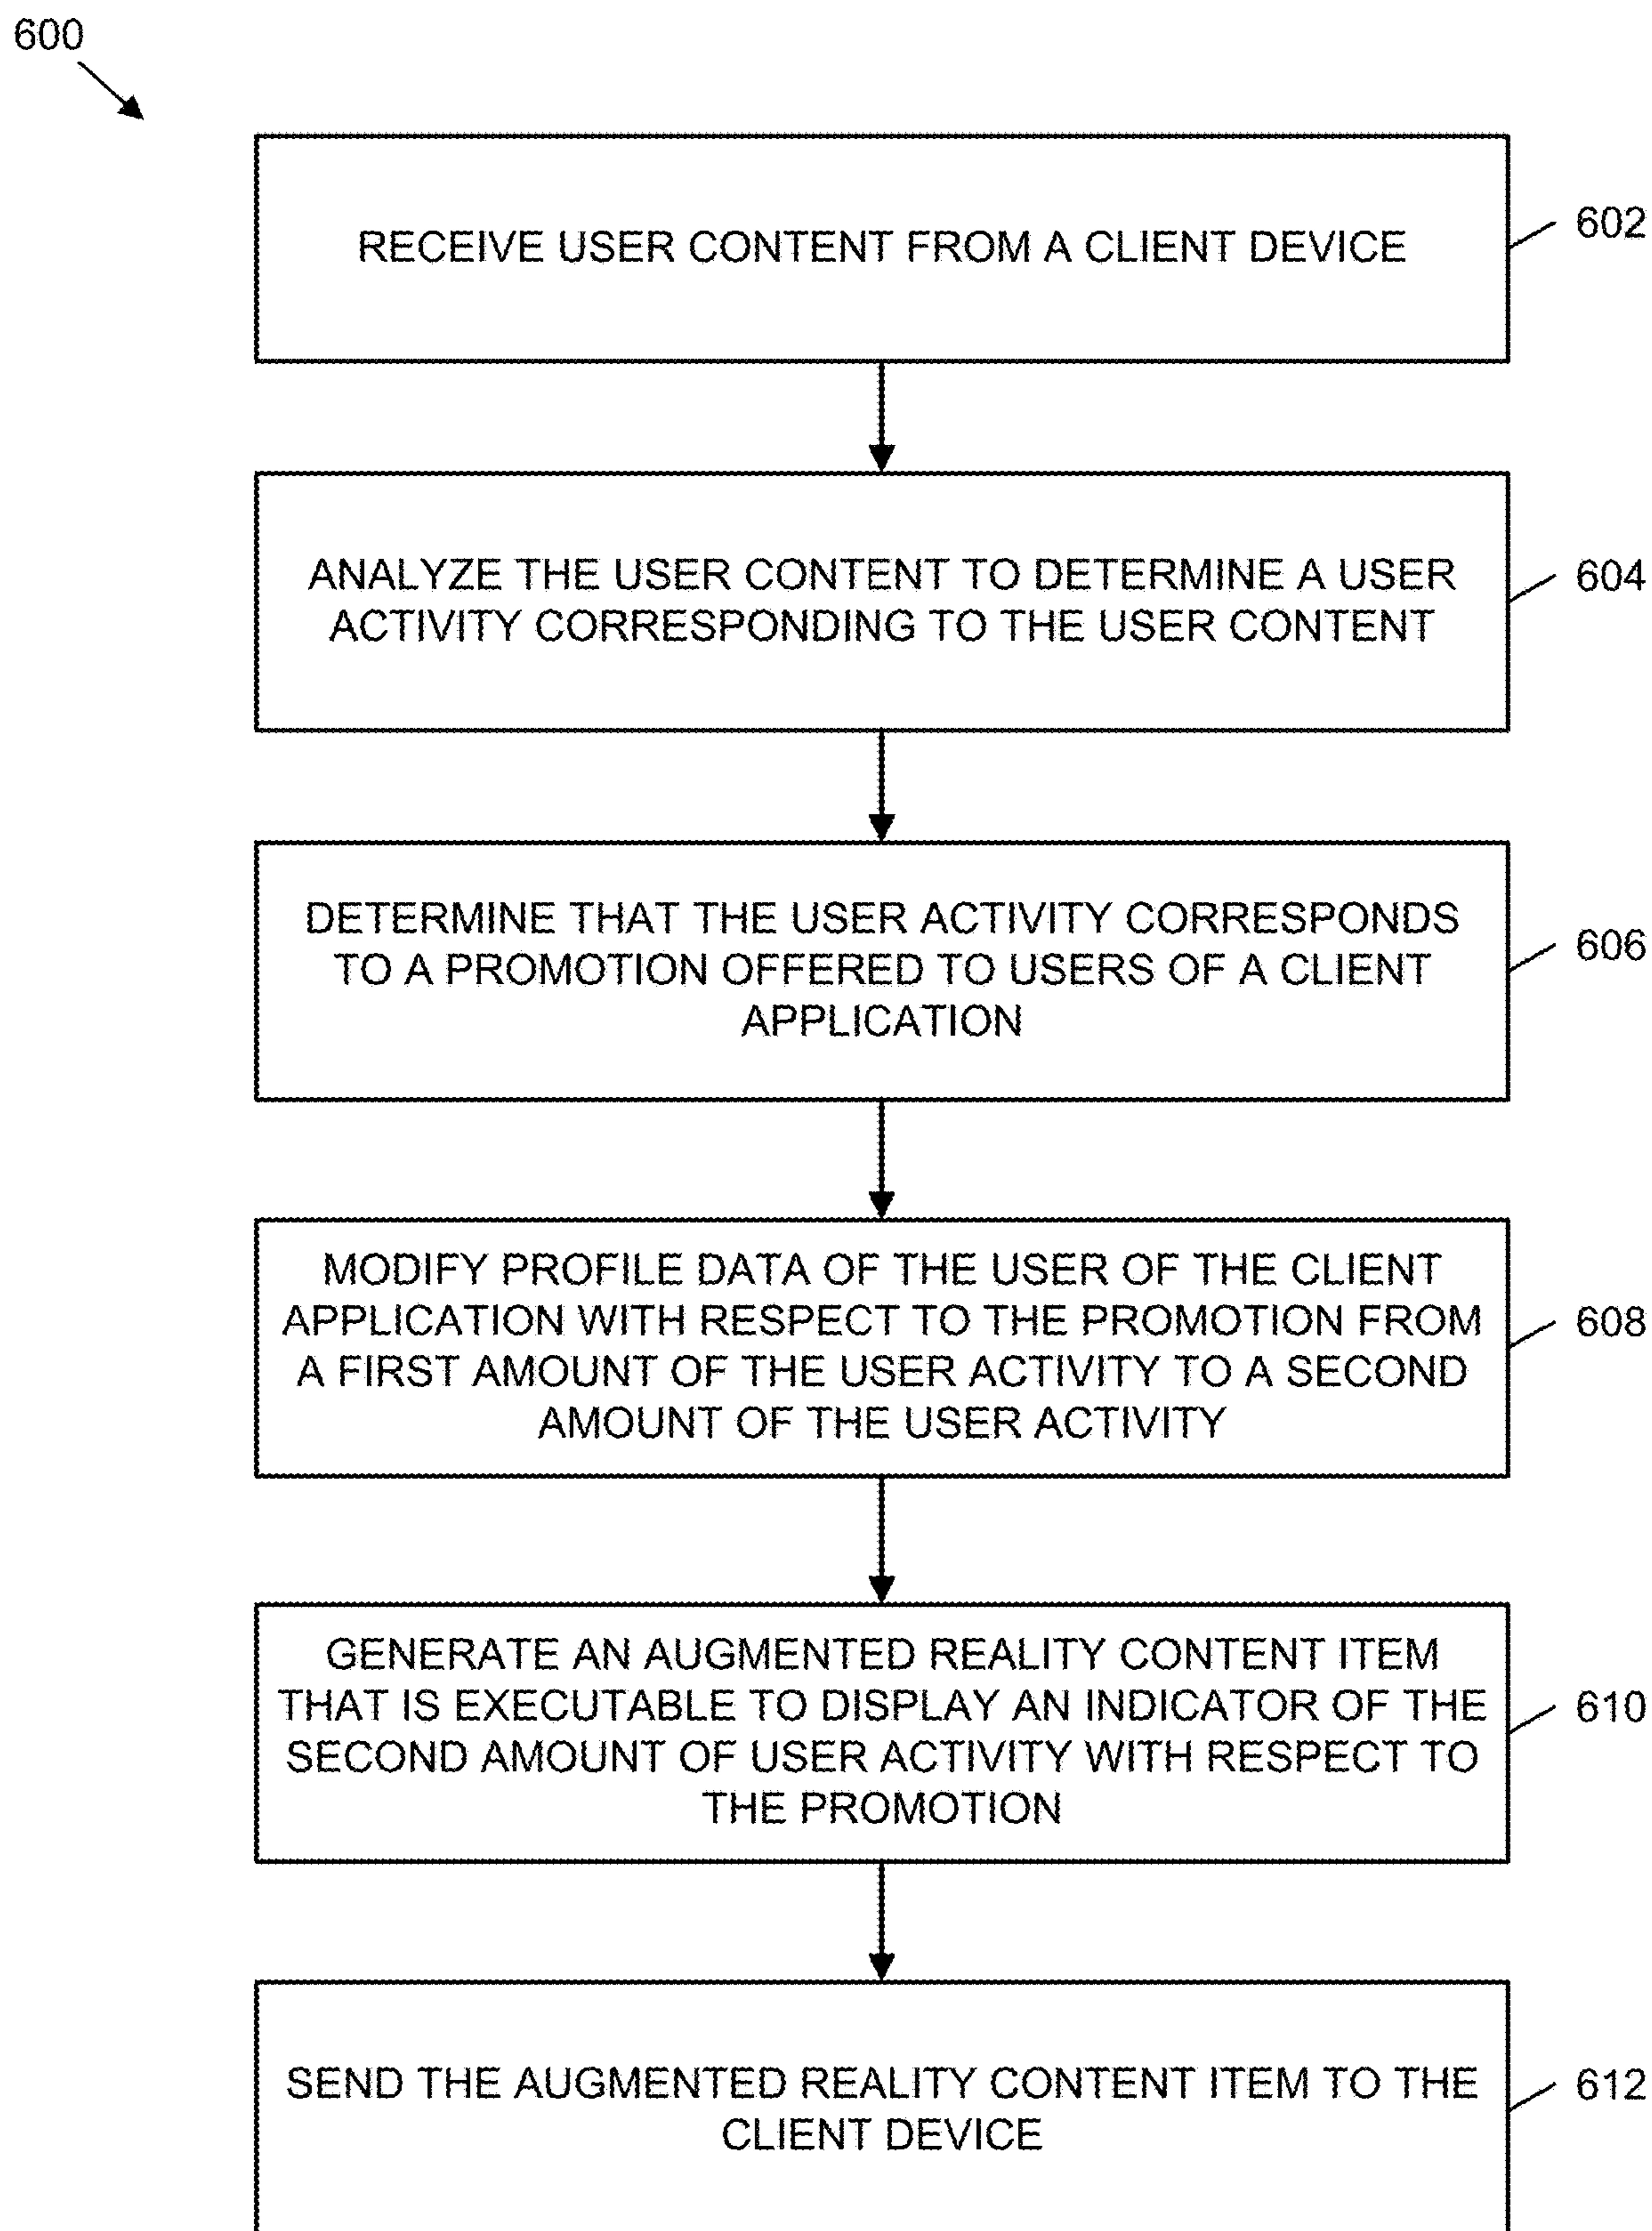 600
RECEIVE USER CONTENT FROM A CLIENT DEVICE
602
ANALYZE THE USER CONTENT TO DETERMINE A USER
ACTIVITY CORRESPONDING TO THE USER CONTENT
604
DETERMINE THAT THE USER ACTIVITY CORRESPONDS
TO A PROMOTION OFFERED TO USERS OF A CLIENT
APPLICATION
606
MODIFY PROFILE DATA OF THE USER OF THE CLIENT
APPLICATION WITH RESPECT TO THE PROMOTION FROM
A FIRST AMOUNT OF THE USER ACTIVITY TO A SECOND
AMOUNT OF THE USER ACTIVITY
608
GENERATE AN AUGMENTED REALITY CONTENT ITEM
THAT IS EXECUTABLE TO DISPLAY AN INDICATOR OF THE
SECOND AMOUNT OF USER ACTIVITY WITH RESPECT TO
THE PROMOTION
610
SEND THE AUGMENTED REALITY CONTENT ITEM TO THE
CLIENT DEVICE
612